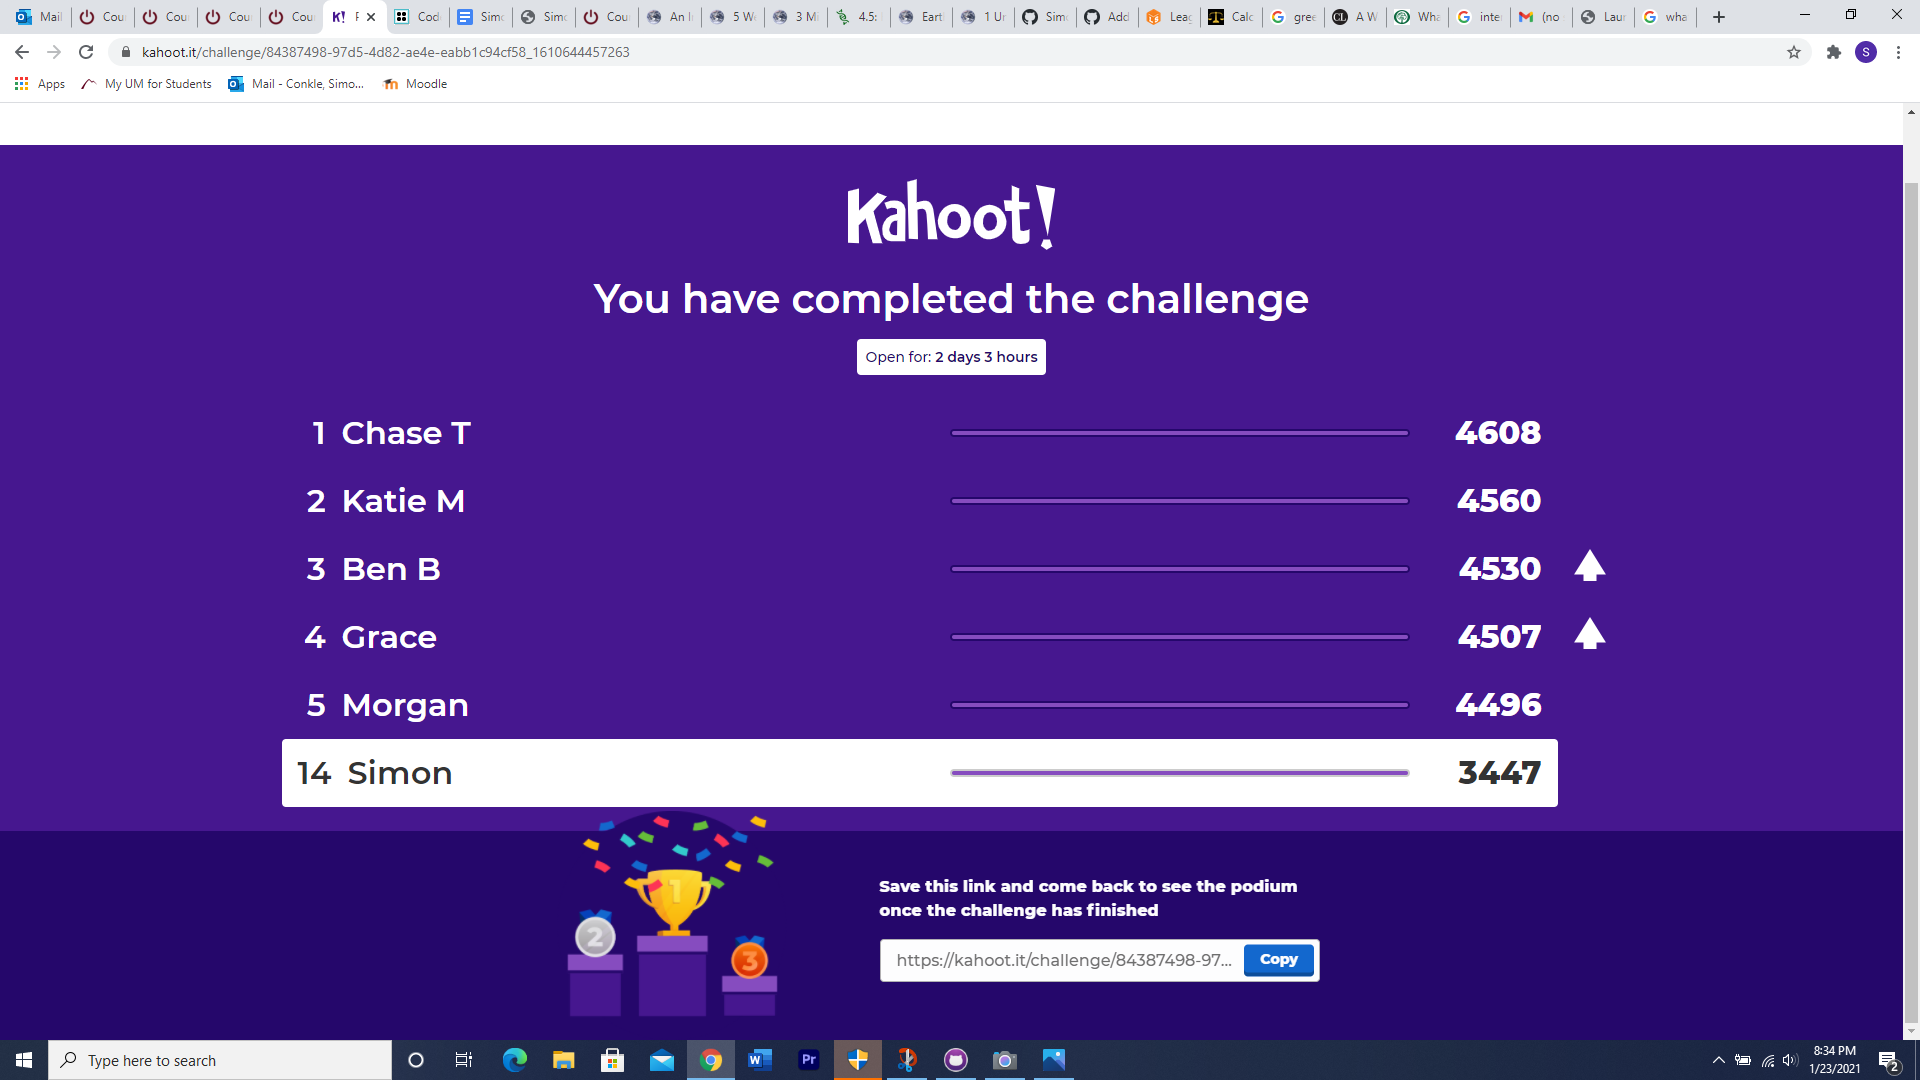 Mail
Cou
Cou
Cou
Cou
Cod
Simo
Simo
Cou
An I
5 W
3 Mi
4.5:
Eart
1 Ur
Simo
Add
Leag
Calc
gree
A W
Wha
inte
(no
Laur
wha
kahoot.it/challenge/84387498-97d5-4d82-ae4e-eabb1c94cf58_1610644457263
S
Apps
My UM for Students
Mail - Conkle, Simo...
Moodle
Kahoot!
You have completed the challenge
Open for: 2 days 3 hours
1 Chase T 4608
2 Katie M 4560
3 Ben B 4530
4 Grace 4507
5 Morgan 4496
14 Simon 3447
1
2
3
Save this link and come back to see the podium
once the challenge has finished
https://kahoot.it/challenge/84387498-97... Copy
Type here to search
8:34 PM
1/23/2021
2